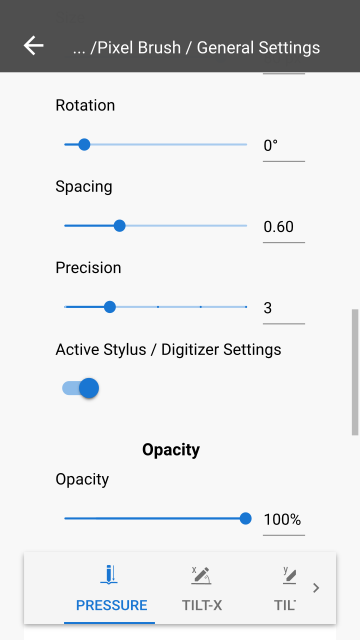 ... /Pixel Brush / General Settings
Rotation
0°
Spacing
0.60
Precision
3
Active Stylus / Digitizer Settings
Opacity
Opacity
100%
x
y
PRESSURE
TILT-X
TIL